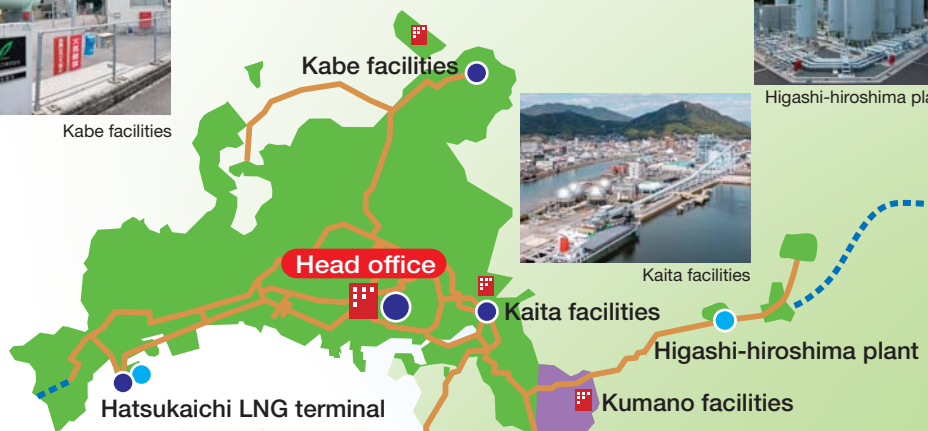 Kabe facilities
Kabe facilities
Higashi-hiroshima pla
Kaita facilities
Head office
Kaita facilities
Higashi-hiroshima plant
Hatsukaichi LNG terminal
Kumano facilities